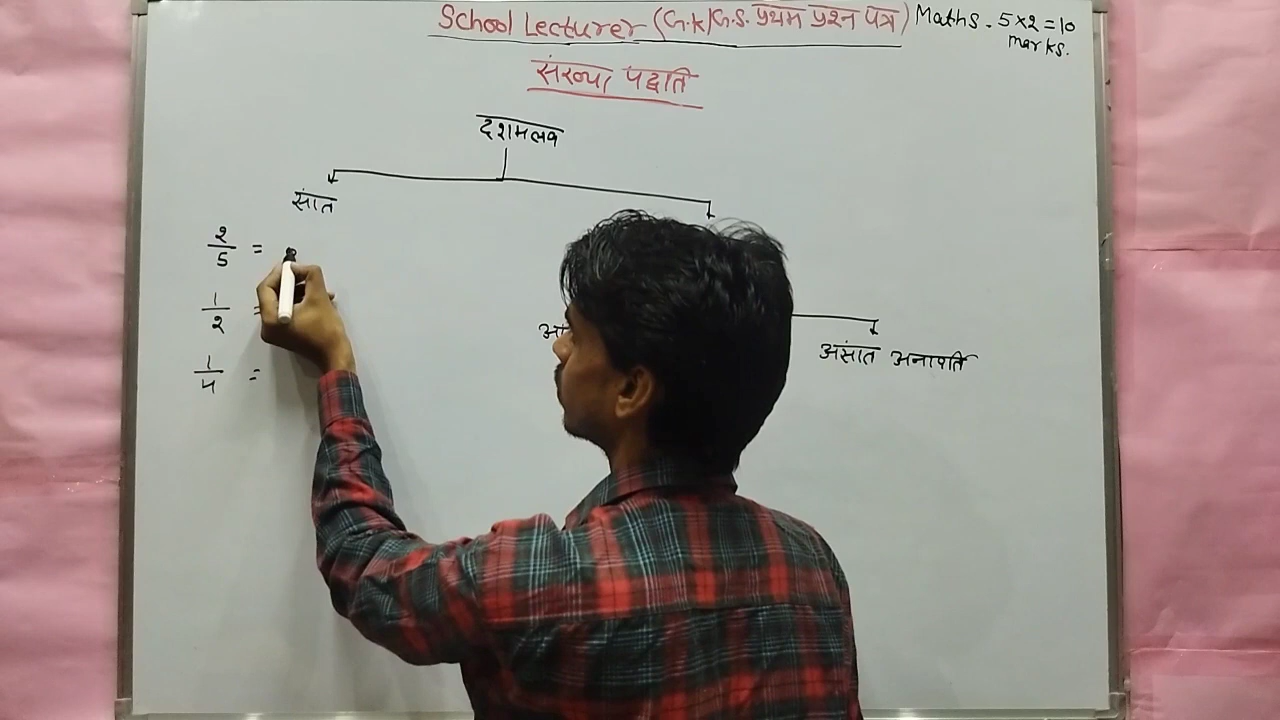 School Lecturer (G.K/G.S. प्रथम प्रश्न पत्र) Maths. 5×2=10 marks.
संख्या पद्धति
दशमलव
सांत
2/5 =
1/2 =
1/4 =
असांत अनावर्ती